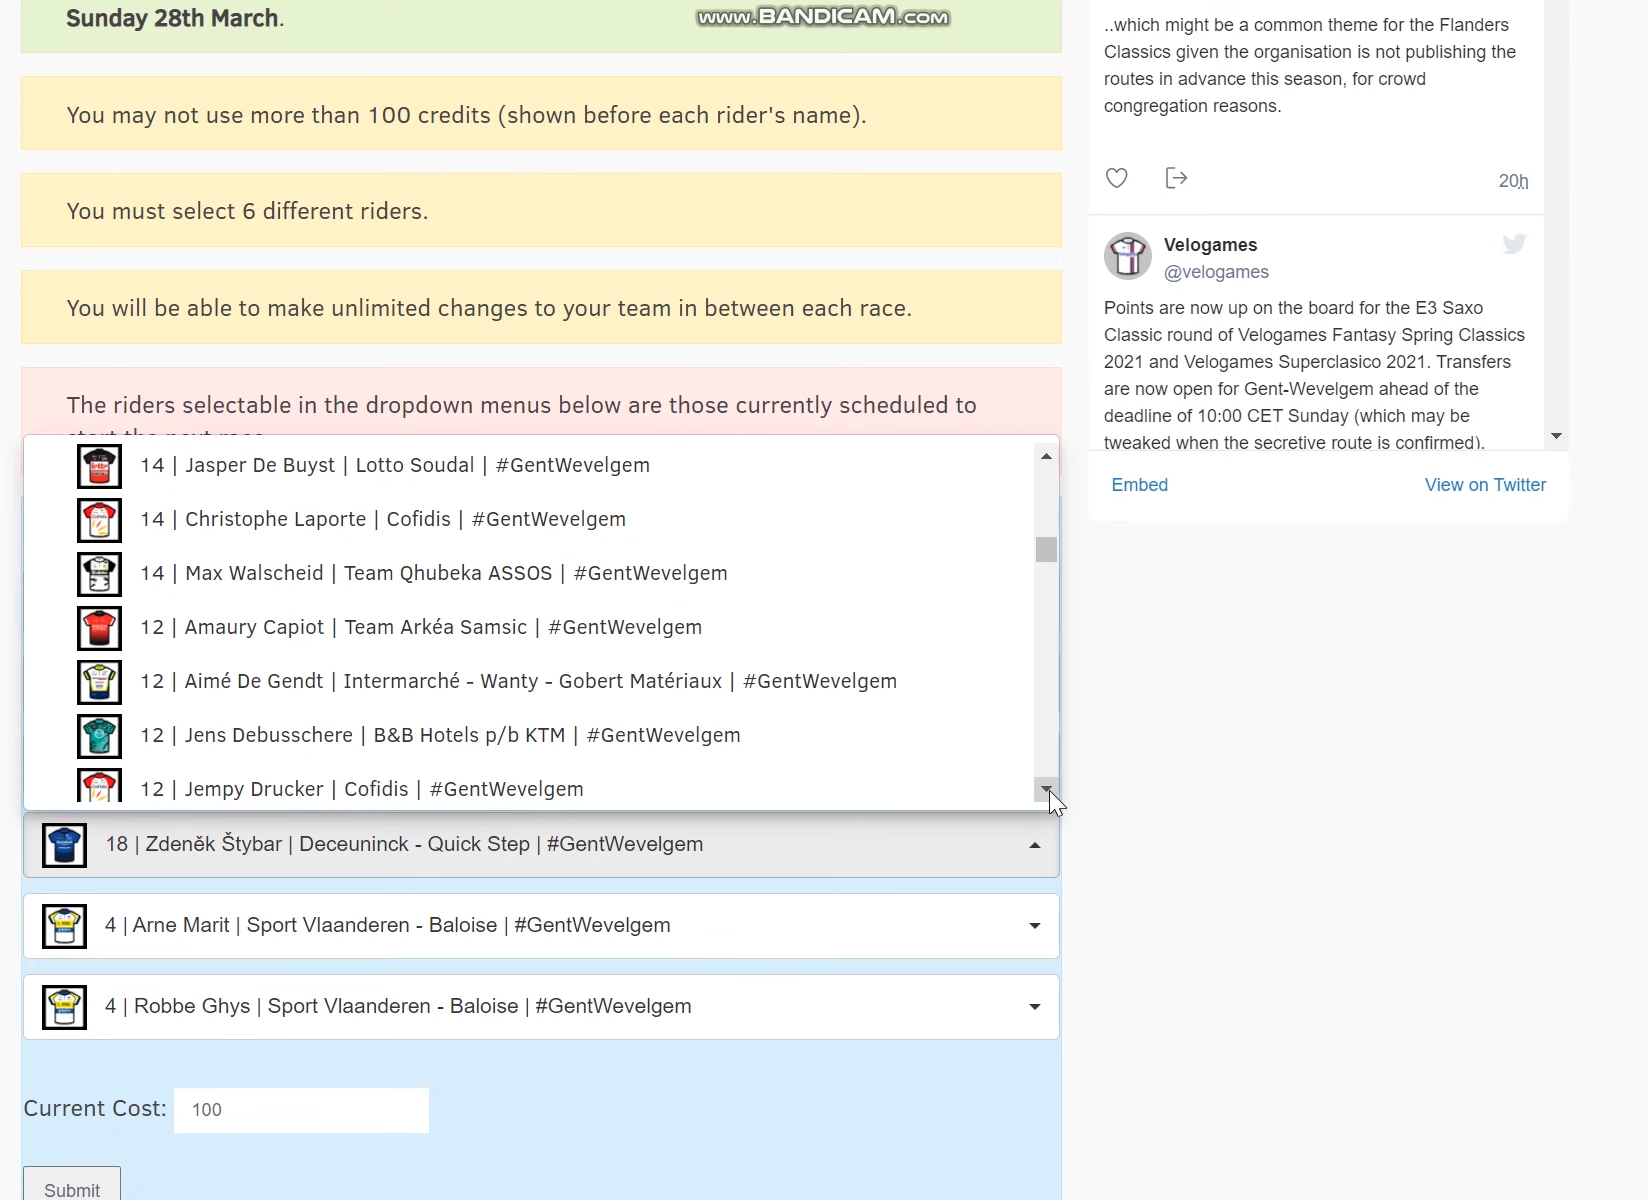 Sunday 28th March.
www.BANDICAM.com
You may not use more than 100 credits (shown before each rider's name).
You must select 6 different riders.
You will be able to make unlimited changes to your team in between each race.
The riders selectable in the dropdown menus below are those currently scheduled to
14 | Jasper De Buyst | Lotto Soudal | #GentWevelgem
14 | Christophe Laporte | Cofidis | #GentWevelgem
14 | Max Walscheid | Team Qhubeka ASSOS | #GentWevelgem
12 | Amaury Capiot | Team Arkéa Samsic | #GentWevelgem
12 | Aimé De Gendt | Intermarché - Wanty - Gobert Matériaux | #GentWevelgem
12 | Jens Debusschere | B&B Hotels p/b KTM | #GentWevelgem
12 | Jempy Drucker | Cofidis | #GentWevelgem
18 | Zdeněk Štybar | Deceuninck - Quick Step | #GentWevelgem
4 | Arne Marit | Sport Vlaanderen - Baloise | #GentWevelgem
4 | Robbe Ghys | Sport Vlaanderen - Baloise | #GentWevelgem
Current Cost: 100
Submit
..which might be a common theme for the Flanders
Classics given the organisation is not publishing the
routes in advance this season, for crowd
congregation reasons.
20h
Velogames
@velogames
Points are now up on the board for the E3 Saxo
Classic round of Velogames Fantasy Spring Classics
2021 and Velogames Superclasico 2021. Transfers
are now open for Gent-Wevelgem ahead of the
deadline of 10:00 CET Sunday (which may be
tweaked when the secretive route is confirmed).
Embed
View on Twitter